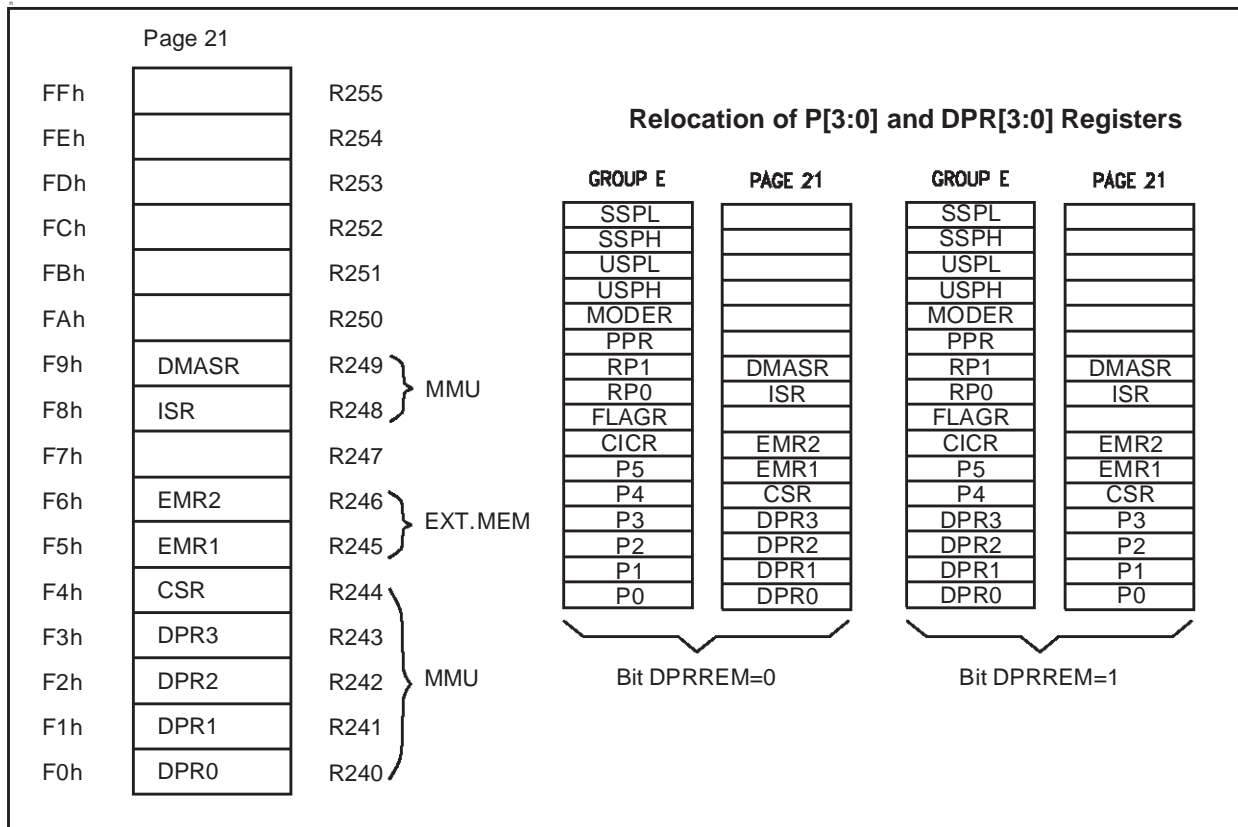 Page 21
FFh R255
FEh R254
FDh R253
FCh R252
FBh R251
FAh R250
F9h DMASR R249
F8h ISR R248
MMU
F7h R247
F6h EMR2 R246
F5h EMR1 R245
EXT.MEM
F4h CSR R244
F3h DPR3 R243
F2h DPR2 R242
MMU
F1h DPR1 R241
F0h DPR0 R240
Relocation of P[3:0] and DPR[3:0] Registers
GROUP E PAGE 21 GROUP E PAGE 21
SSPL SSPL
SSPH SSPH
USPL USPL
USPH USPH
MODER MODER
PPR PPR
RP1 DMASR RP1 DMASR
RP0 ISR RP0 ISR
FLAGR FLAGR
CICR EMR2 CICR EMR2
P5 EMR1 P5 EMR1
P4 CSR P4 CSR
P3 DPR3 DPR3 P3
P2 DPR2 DPR2 P2
P1 DPR1 DPR1 P1
P0 DPR0 DPR0 P0
Bit DPRREM=0 Bit DPRREM=1